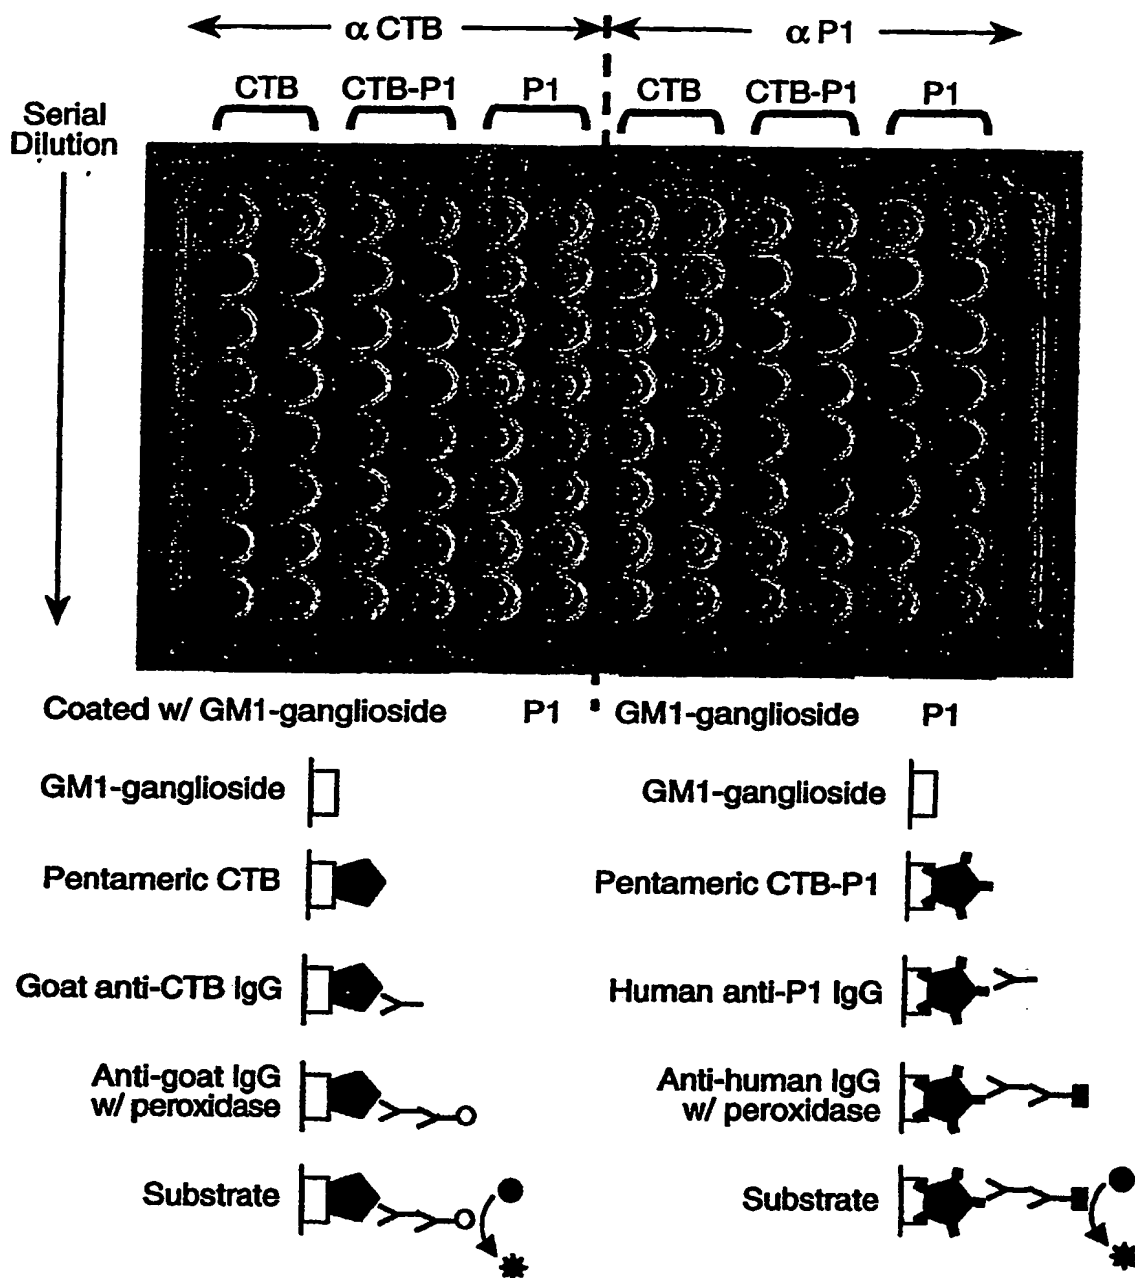 α CTB
α P1
CTB
CTB-P1
P1
CTB
CTB-P1
P1
Serial
Dilution
Coated w/ GM1-ganglioside
P1
GM1-ganglioside
P1
GM1-ganglioside
Pentameric CTB
Goat anti-CTB IgG
Anti-goat IgG
w/ peroxidase
Substrate
GM1-ganglioside
Pentameric CTB-P1
Human anti-P1 IgG
Anti-human IgG
w/ peroxidase
Substrate